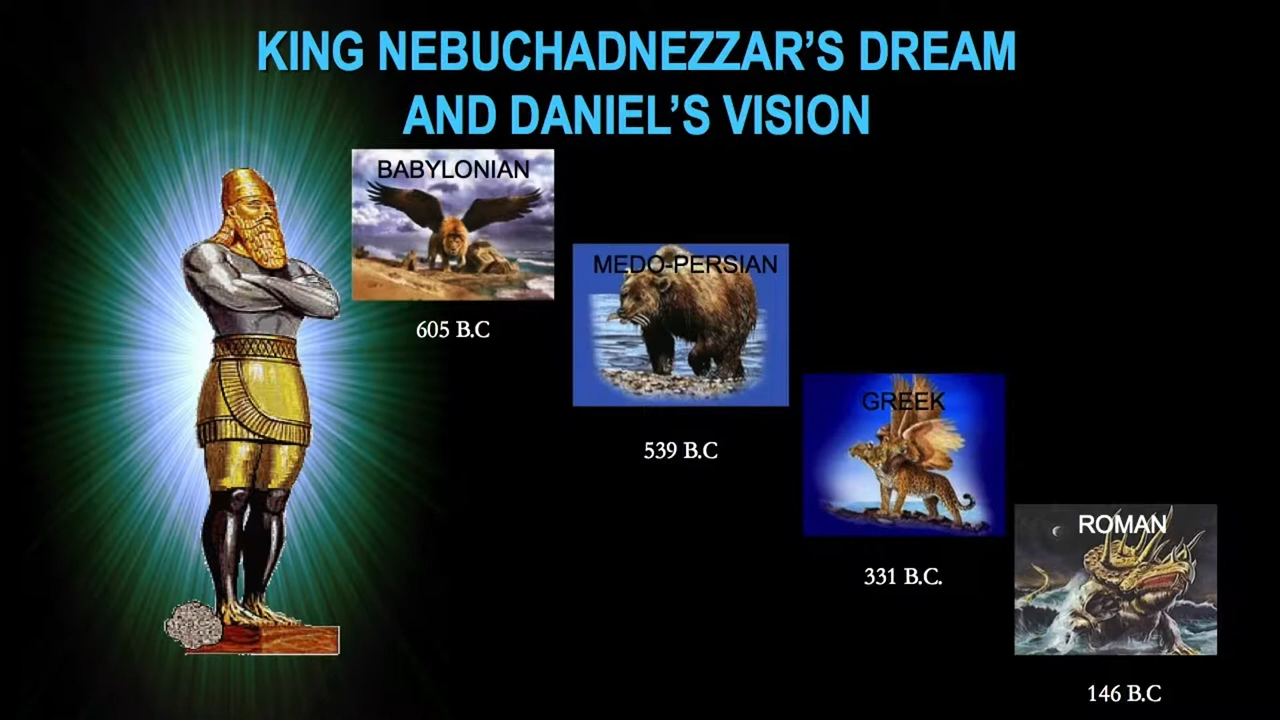 KING NEBUCHADNEZZAR’S DREAM
AND DANIEL’S VISION
BABYLONIAN
605 B.C
MEDO-PERSIAN
539 B.C
GREEK
331 B.C.
ROMAN
146 B.C